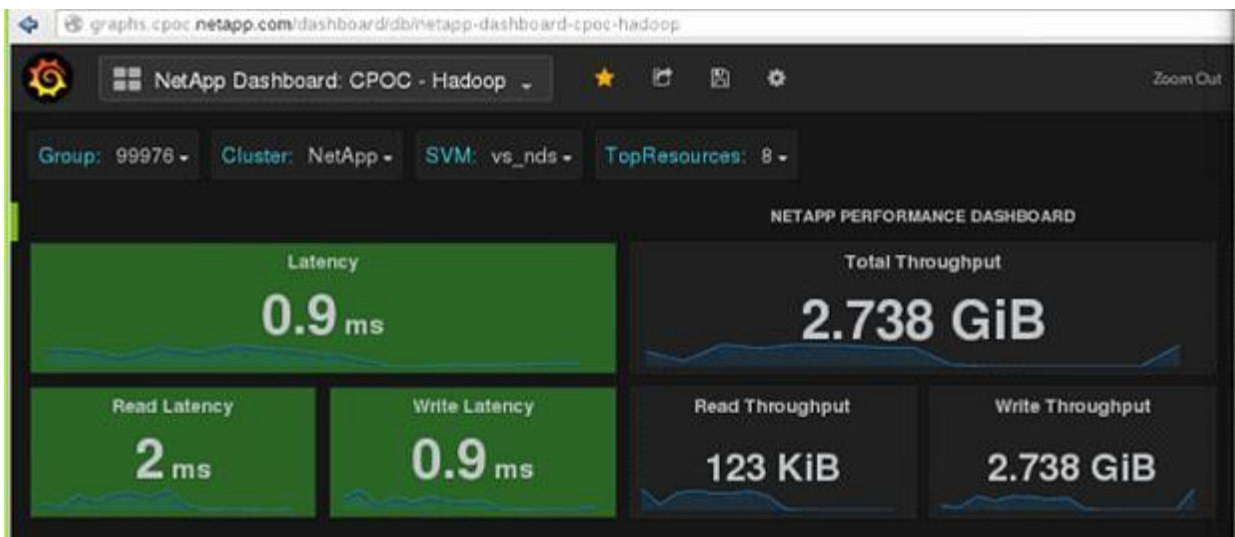 graphs.cpoc.netapp.com/dashboard/db/netapp-dashboard-cpoc-hadoop
NetApp Dashboard: CPOC - Hadoop
Zoom Out
Group: 99976 Cluster: NetApp SVM: vs_nds TopResources: 8
NETAPP PERFORMANCE DASHBOARD
Latency
0.9 ms
Total Throughput
2.738 GiB
Read Latency
2 ms
Write Latency
0.9 ms
Read Throughput
123 KiB
Write Throughput
2.738 GiB